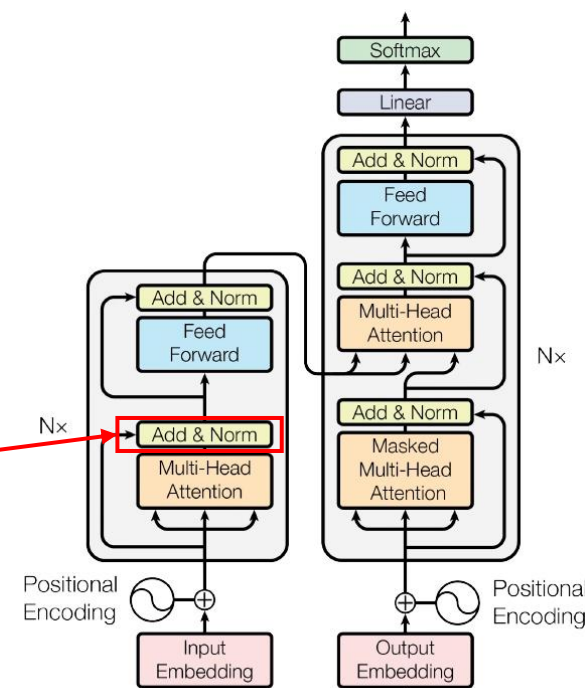 Softmax
Linear
Add & Norm
Feed
Forward
Add & Norm
Multi-Head
Attention
Add & Norm
Masked
Multi-Head
Attention
Nx
Add & Norm
Feed
Forward
Add & Norm
Multi-Head
Attention
Nx
Positional
Encoding
Input
Embedding
Output
Embedding
Positional
Encoding